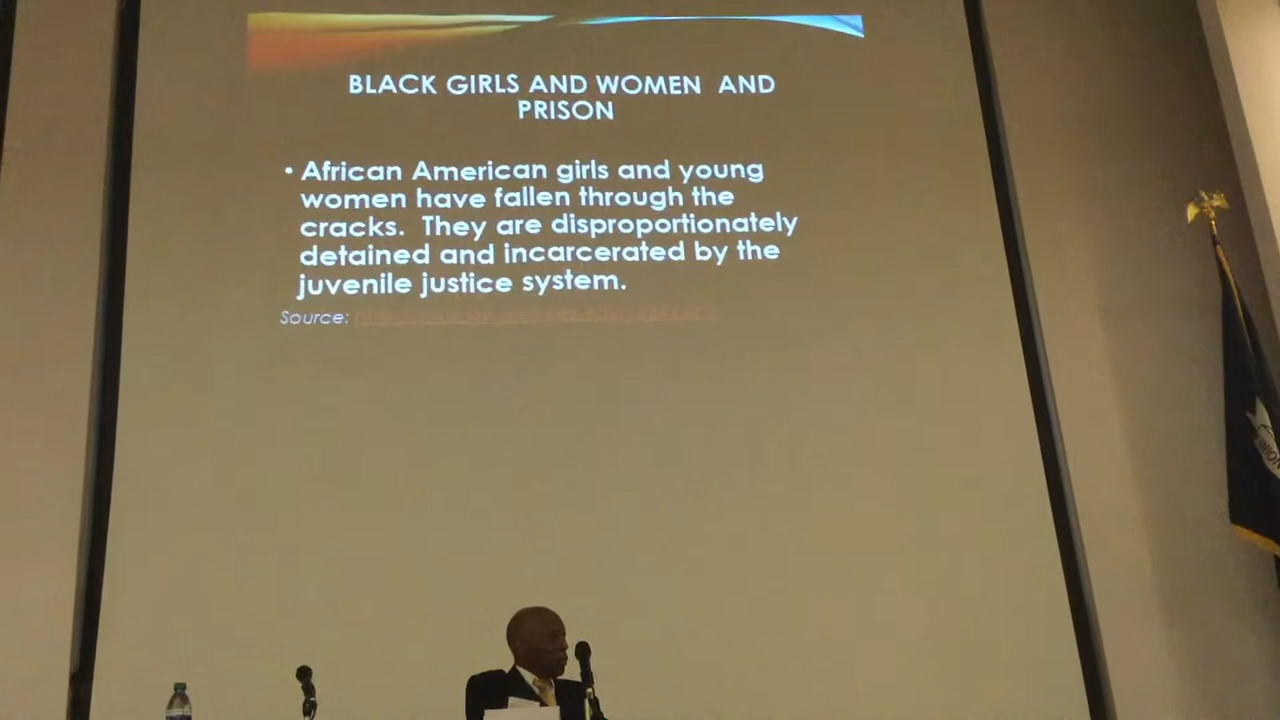 BLACK GIRLS AND WOMEN AND
PRISON
• African American girls and young
women have fallen through the
cracks. They are disproportionately
detained and incarcerated by the
juvenile justice system.
Source: